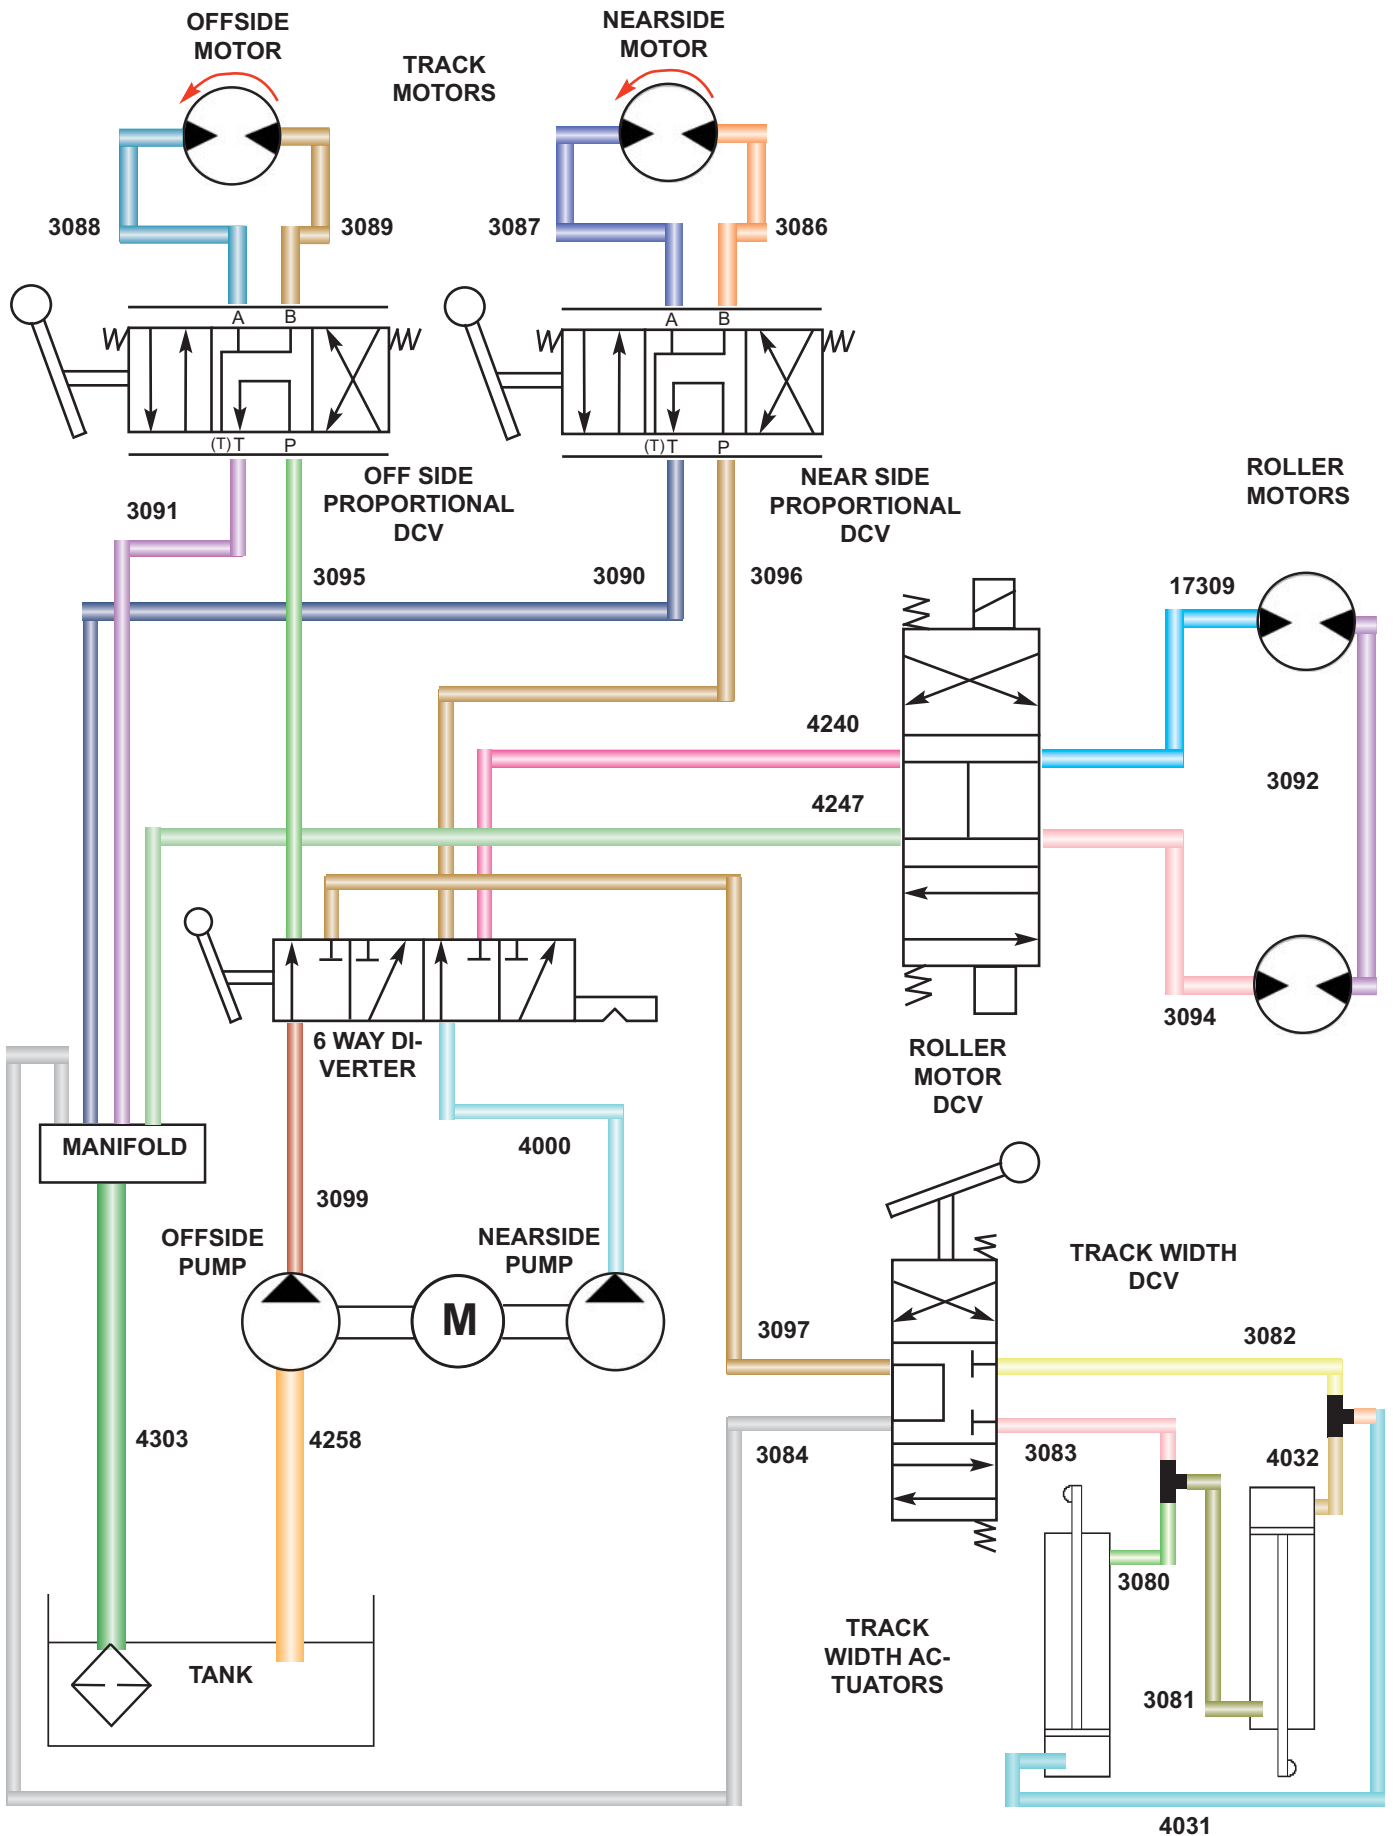 OFFSIDE
MOTOR
NEARSIDE
MOTOR
TRACK
MOTORS
3088
3089
3087
3086
A
B
A
B
(T)
T
P
(T)
T
P
OFF SIDE
PROPORTIONAL
DCV
NEAR SIDE
PROPORTIONAL
DCV
ROLLER
MOTORS
3091
3095
3090
3096
17309
4240
4247
3092
3094
6 WAY DI-
VERTER
ROLLER
MOTOR
DCV
MANIFOLD
4000
3099
OFFSIDE
PUMP
NEARSIDE
PUMP
M
TRACK WIDTH
DCV
3097
3082
4303
4258
3084
3083
4032
3080
TRACK
WIDTH AC-
TUATORS
TANK
3081
4031